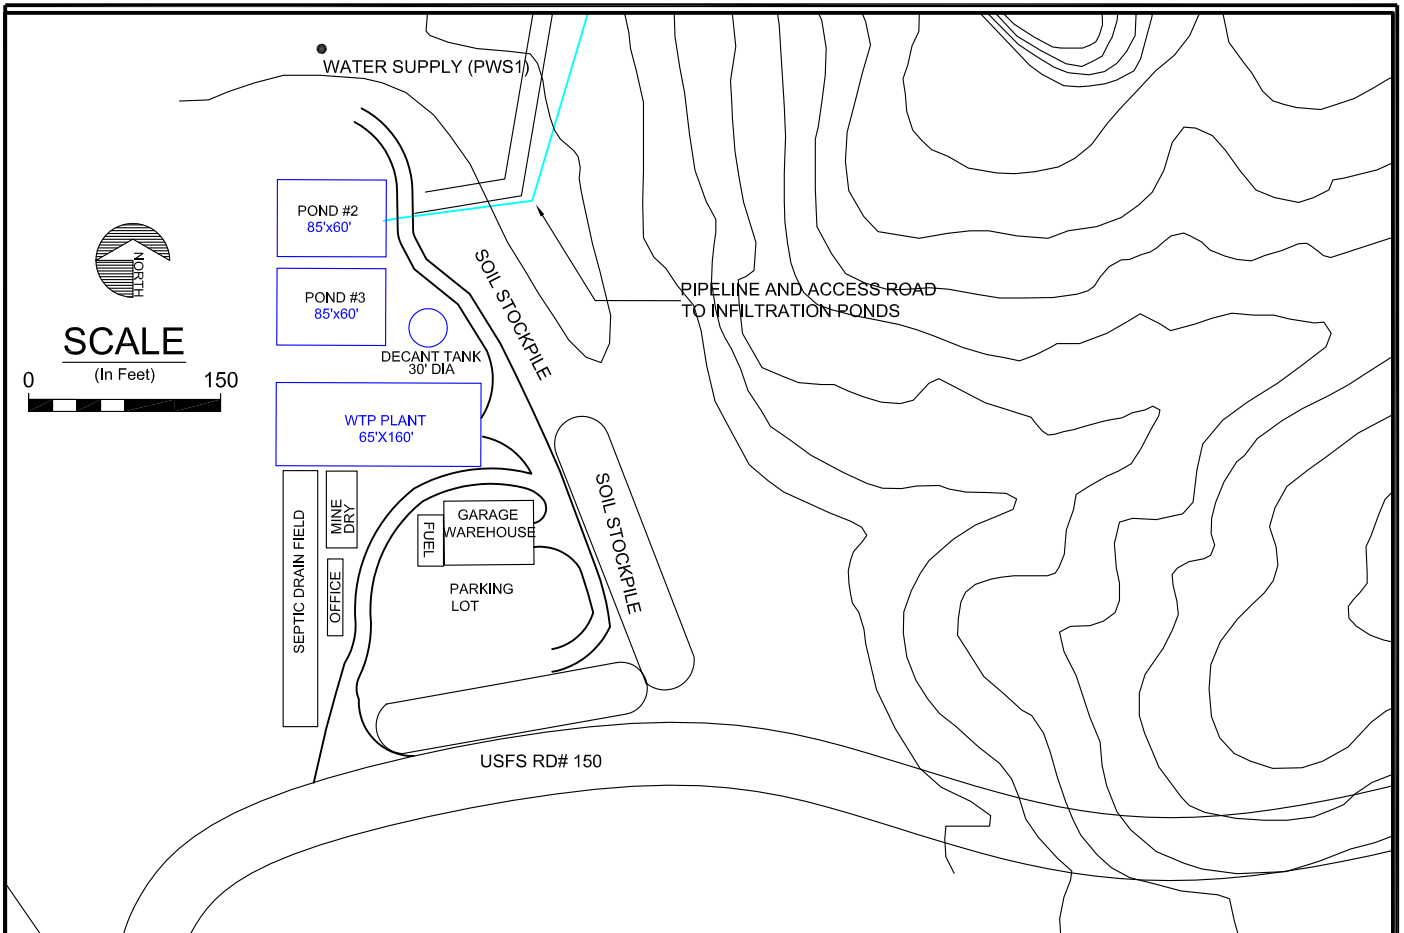 WATER SUPPLY (PWS1)
POND #2
85'x60'
NORTH
POND #3
85'x60'
SOIL STOCKPILE
PIPELINE AND ACCESS ROAD
TO INFILTRATION PONDS
SCALE
(In Feet)
0 150
DECANT TANK
30' DIA
WTP PLANT
65'X160'
SEPTIC DRAIN FIELD
MINE
DRY
OFFICE
FUEL
GARAGE
WAREHOUSE
SOIL STOCKPILE
PARKING
LOT
USFS RD# 150